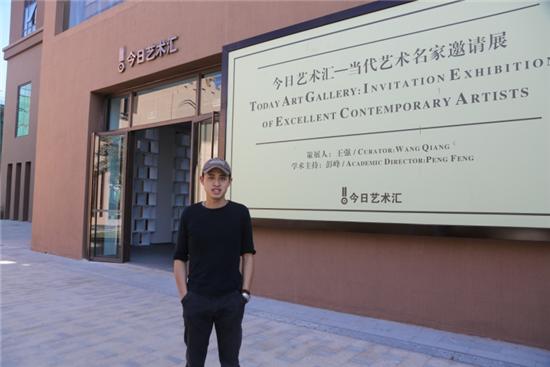 今日艺术汇
今日艺术汇—当代艺术名家邀请展
TODAY ART GALLERY: INVITATION EXHIBITION
OF EXCELLENT CONTEMPORARY ARTISTS
策展人：王强/CURATOR:WANG QIANG
学术主持：彭峰/ACADEMIC DIRECTOR:PENG FENG
今日艺术汇